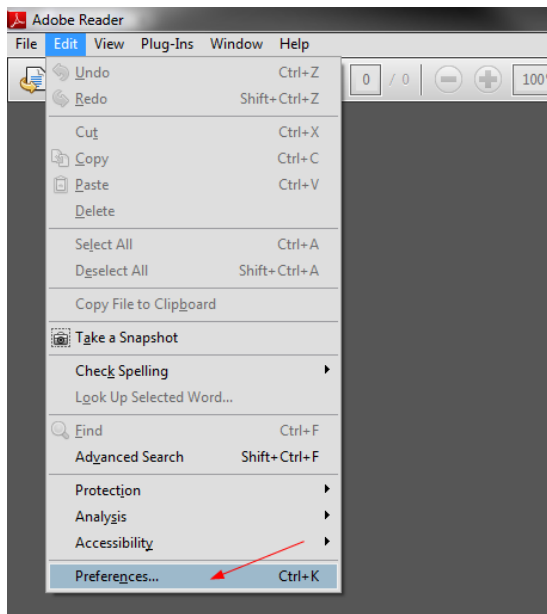 Adobe Reader
File Edit View Plug-Ins Window Help
0 / 0 100%
Undo Ctrl+Z
Redo Shift+Ctrl+Z
Cut Ctrl+X
Copy Ctrl+C
Paste Ctrl+V
Delete
Select All Ctrl+A
Deselect All Shift+Ctrl+A
Copy File to Clipboard
Take a Snapshot
Check Spelling
Look Up Selected Word...
Find Ctrl+F
Advanced Search Shift+Ctrl+F
Protection
Analysis
Accessibility
Preferences... Ctrl+K